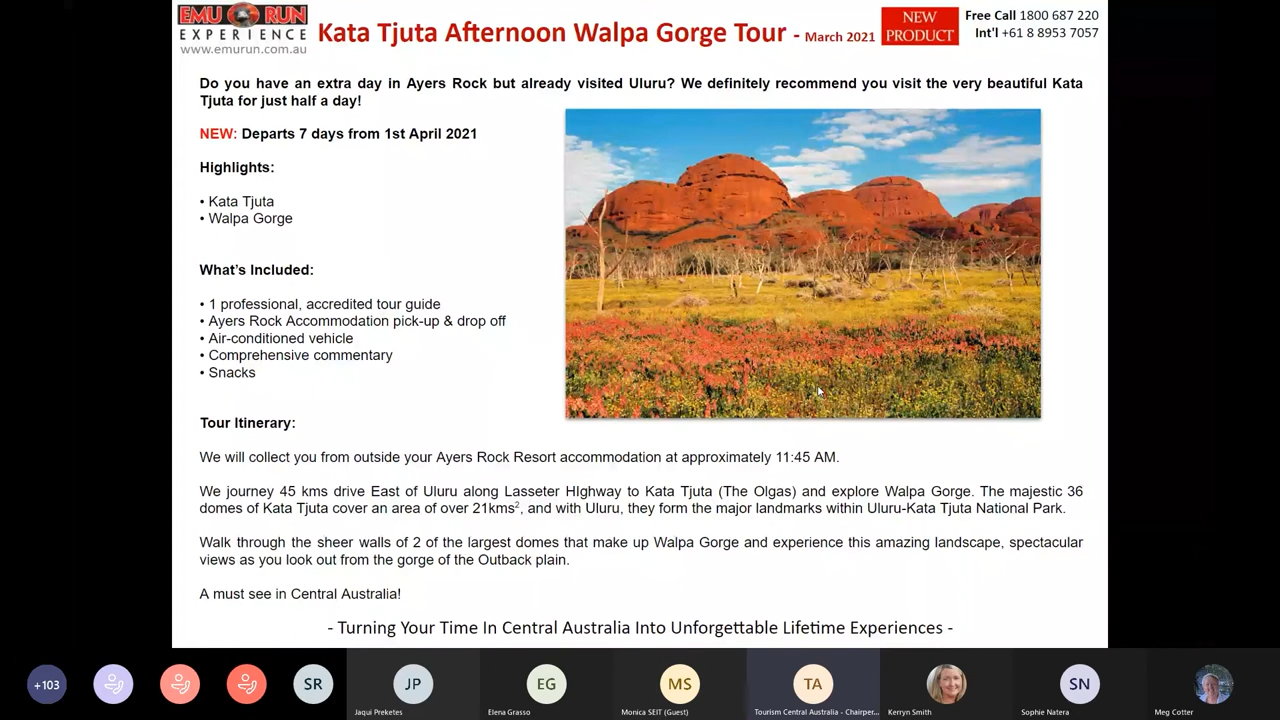 EMU RUN
EXPERIENCE
www.emurun.com.au
Kata Tjuta Afternoon Walpa Gorge Tour - March 2021
NEW
PRODUCT
Free Call 1800 687 220
Int'l +61 8 8953 7057
Do you have an extra day in Ayers Rock but already visited Uluru? We definitely recommend you visit the very beautiful Kata
Tjuta for just half a day!
NEW: Departs 7 days from 1st April 2021
Highlights:
• Kata Tjuta
• Walpa Gorge
What's Included:
• 1 professional, accredited tour guide
• Ayers Rock Accommodation pick-up & drop off
• Air-conditioned vehicle
• Comprehensive commentary
• Snacks
Tour Itinerary:
We will collect you from outside your Ayers Rock Resort accommodation at approximately 11:45 AM.
We journey 45 kms drive East of Uluru along Lasseter HIghway to Kata Tjuta (The Olgas) and explore Walpa Gorge. The majestic 36
domes of Kata Tjuta cover an area of over 21kms², and with Uluru, they form the major landmarks within Uluru-Kata Tjuta National Park.
Walk through the sheer walls of 2 of the largest domes that make up Walpa Gorge and experience this amazing landscape, spectacular
views as you look out from the gorge of the Outback plain.
A must see in Central Australia!
- Turning Your Time In Central Australia Into Unforgettable Lifetime Experiences -
+103
SR
JP
EG
MS
TA
SN
Jaqui Preketes
Elena Grasso
Monica SEIT (Guest)
Tourism Central Australia - Chairper...
Kerryn Smith
Sophie Natera
Meg Cotter